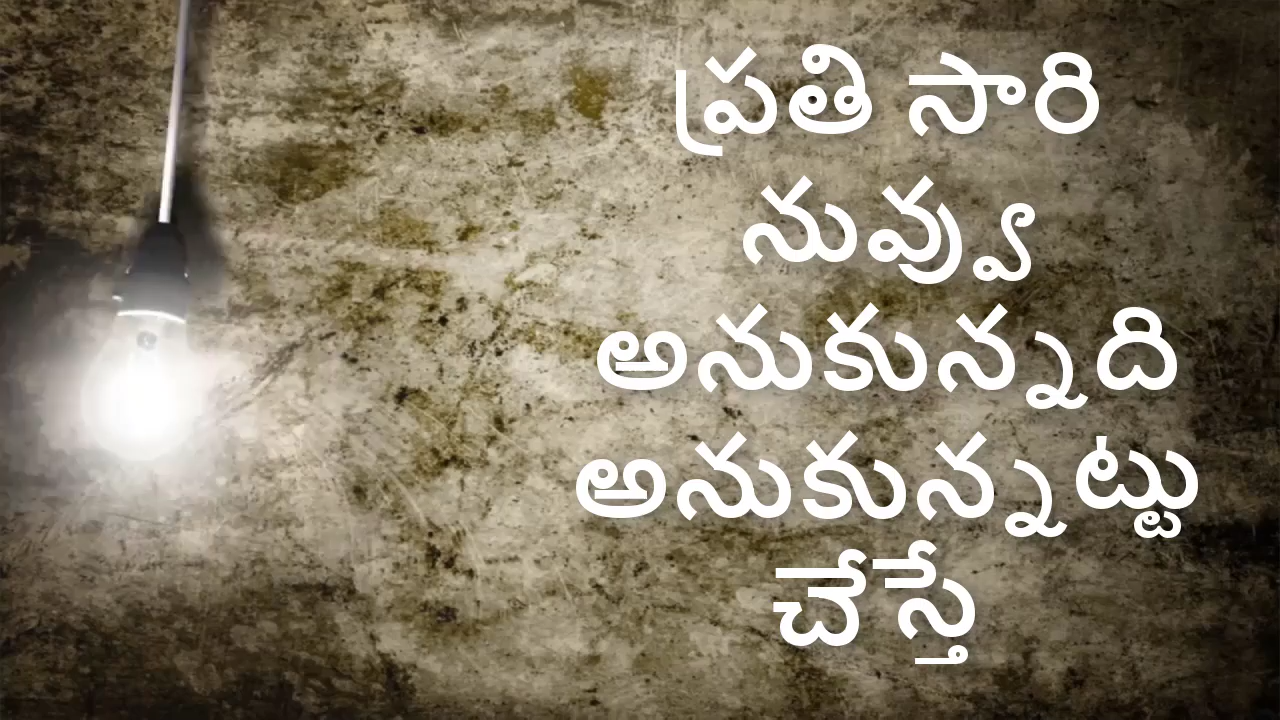 ప్రతి సారి
నువ్వు
అనుకున్నది
అనుకున్నట్టు
చేస్తే